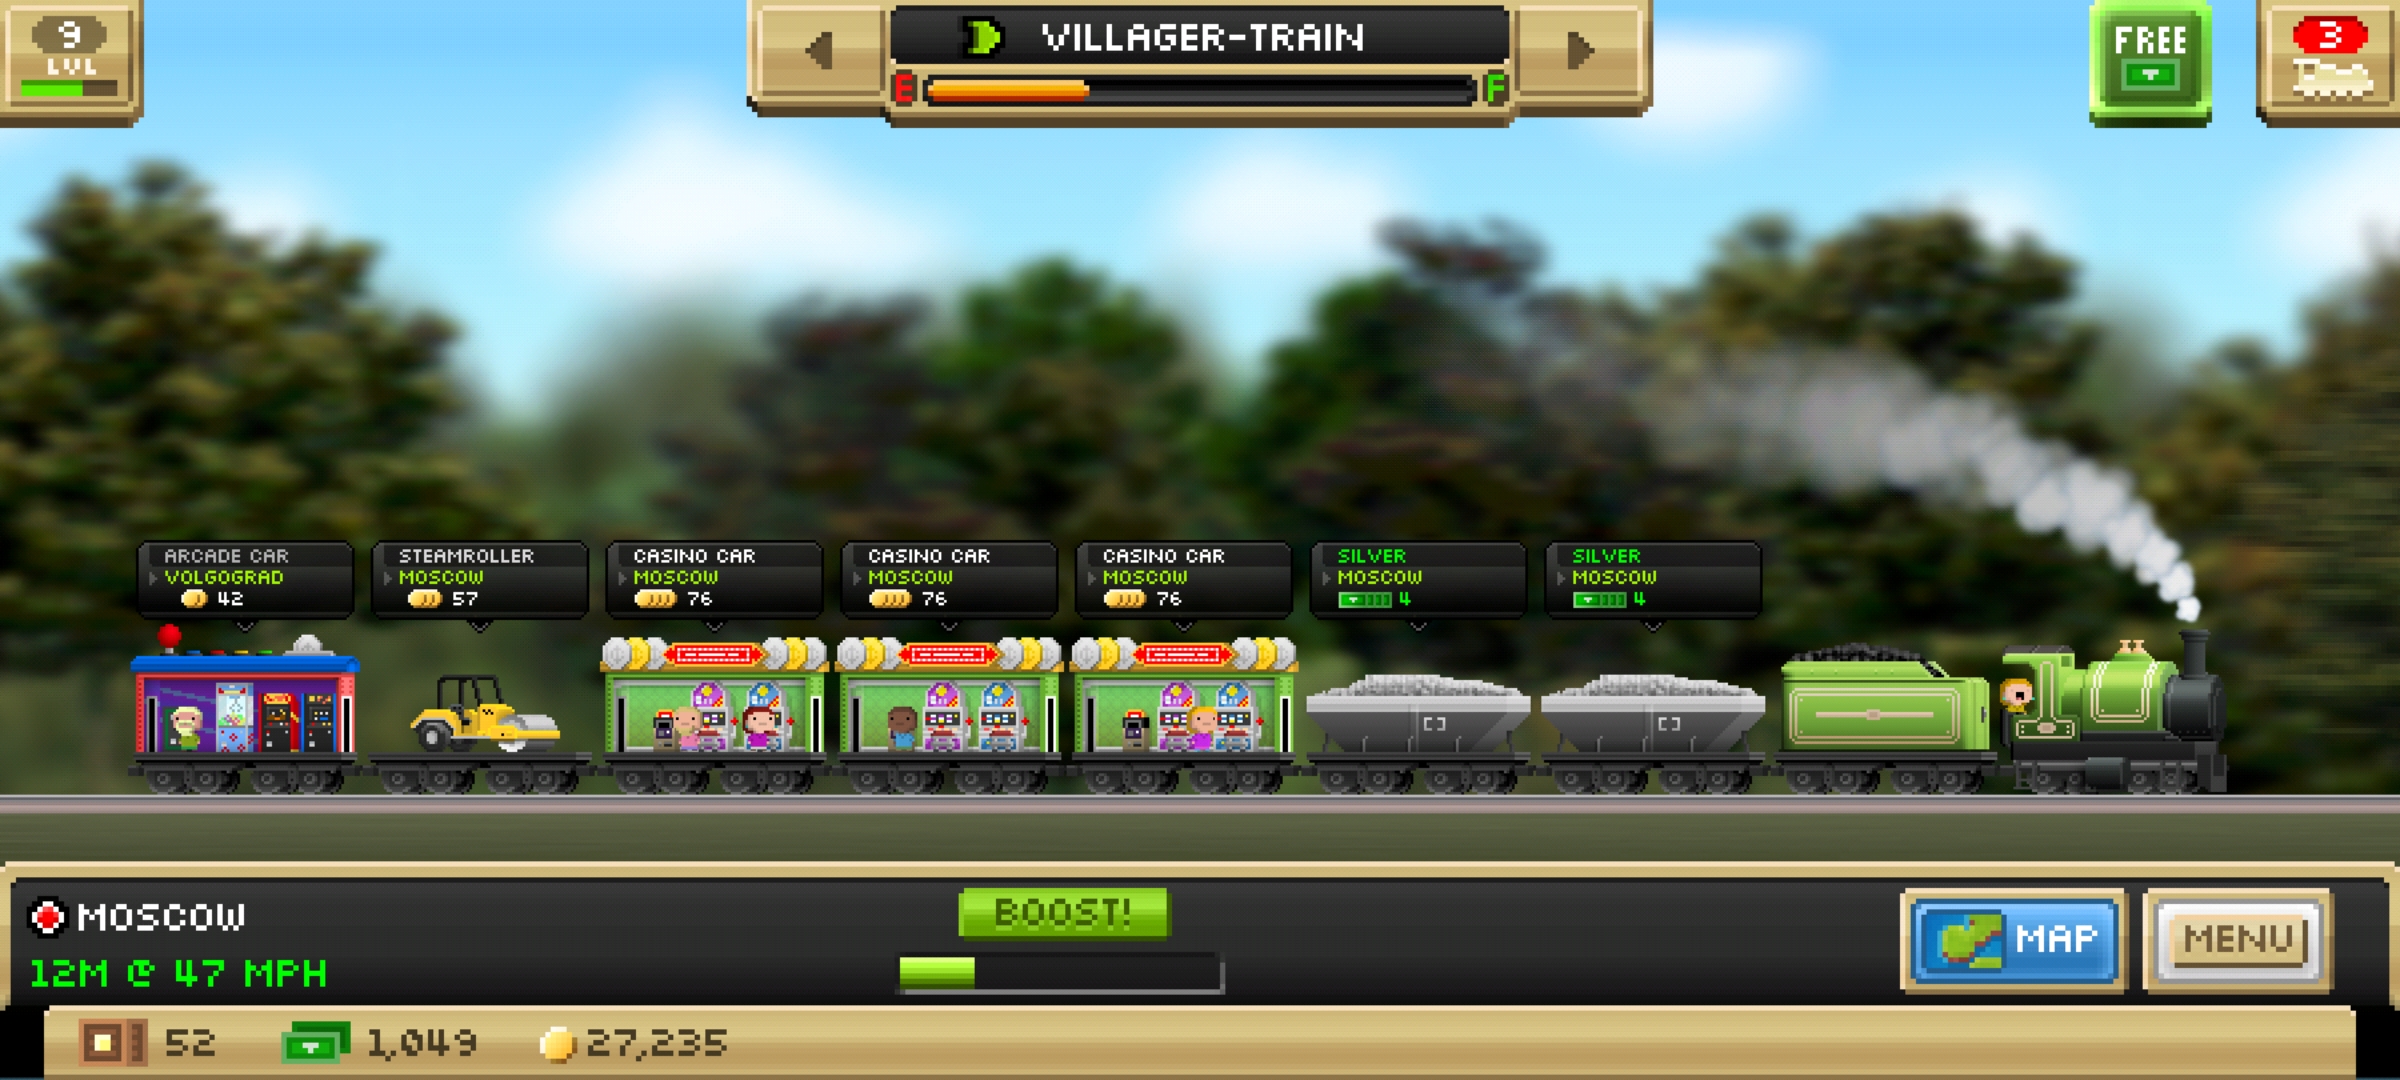 9
LVL
VILLAGER-TRAIN
E
F
FREE
3
ARCADE CAR
VOLGOGRAD
42
STEAMROLLER
MOSCOW
57
CASINO CAR
MOSCOW
76
CASINO CAR
MOSCOW
76
CASINO CAR
MOSCOW
76
SILVER
MOSCOW
4
SILVER
MOSCOW
4
MOSCOW
12M @ 47 MPH
BOOST!
MAP
MENU
52
1,049
27,235